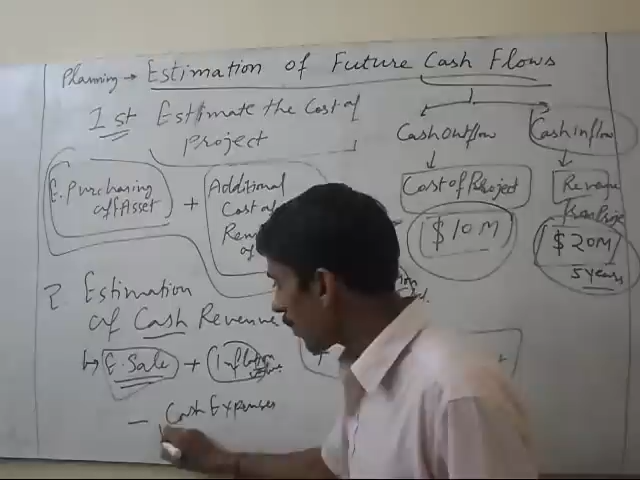 Planning → Estimation of Future Cash Flows
1st Estimate the Cost of
project
E. Purchasing
of Asset
+
Additional
Cost of
Cash Outflow
Cost of Project
$10M
Cash inflow
Revenue
$20M
5 years
2 Estimation
of Cash Revenue
↳ E. Sale +
+
- Cash Expenses